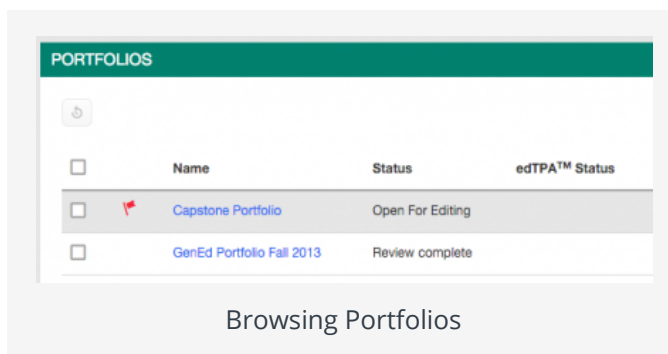 PORTFOLIOS
Name Status edTPA™ Status
Capstone Portfolio Open For Editing
GenEd Portfolio Fall 2013 Review complete
Browsing Portfolios